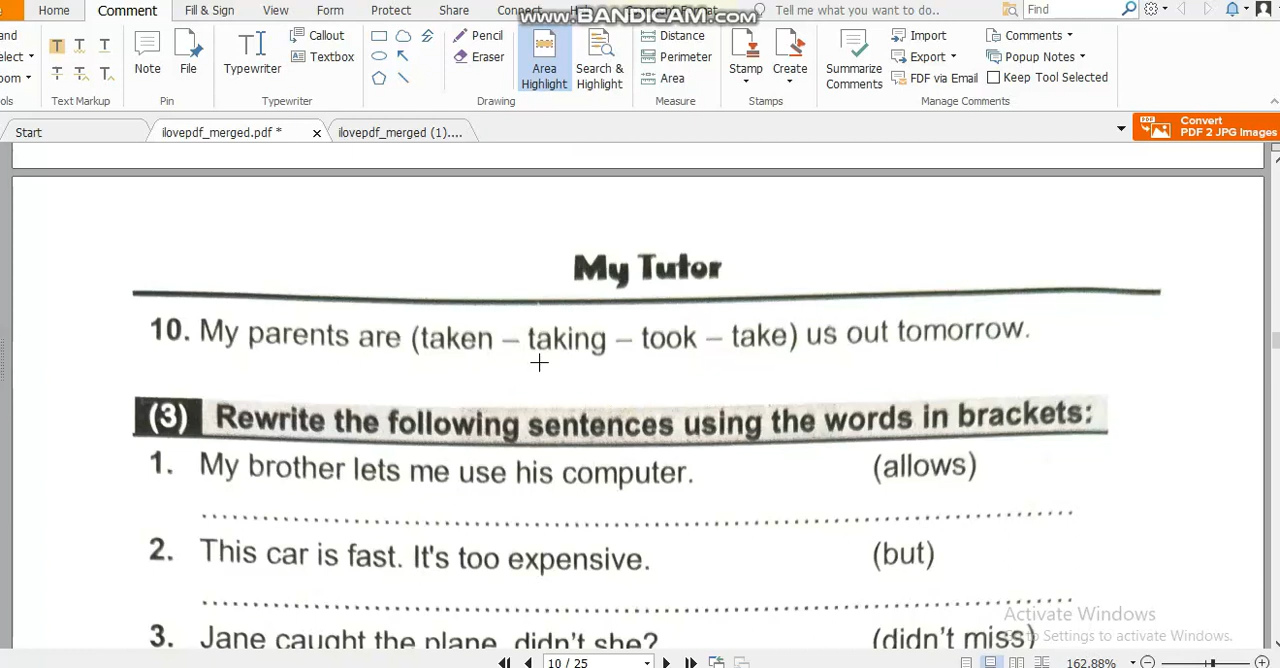 Home Comment Fill & Sign View Form Protect Share Connect Tell me what you want to do.. Find
www.BANDICAM.com
Callout Pencil Distance Import Comments
Textbox Eraser Perimeter Export Popup Notes
Area FDF via Email Keep Tool Selected
Note File Typewriter Area Highlight Search & Highlight Stamp Create Summarize Comments
Text Markup Pin Typewriter Drawing Measure Stamps Manage Comments
Start ilovepdf_merged.pdf * ilovepdf_merged (1)....
Convert
PDF 2 JPG Images
My Tutor
10. My parents are (taken – taking – took – take) us out tomorrow.
(3) Rewrite the following sentences using the words in brackets:
1. My brother lets me use his computer. (allows)
2. This car is fast. It's too expensive. (but)
3. Jane caught the plane, didn't she? (didn't miss)
Activate Windows
Go to Settings to activate Windows.
10 / 25 162.88%